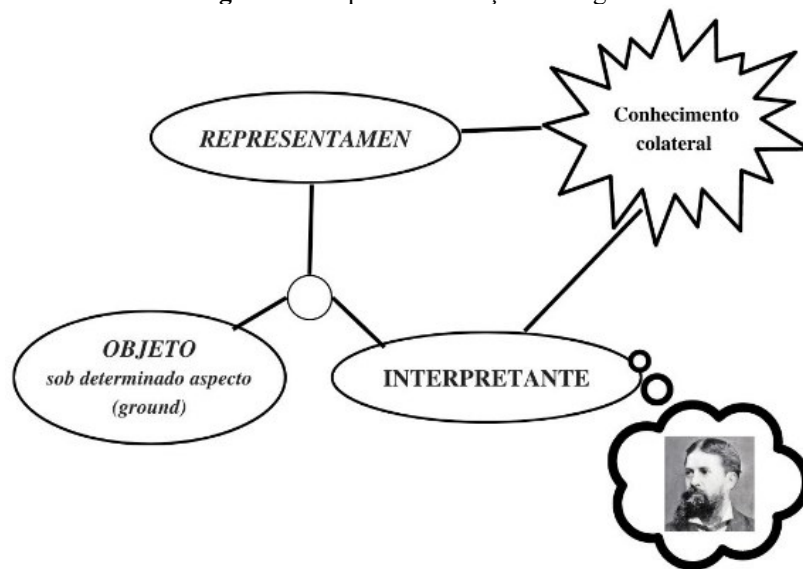 REPRESENTAMEN
Conhecimento
colateral
OBJETO
sob determinado aspecto
(ground)
INTERPRETANTE